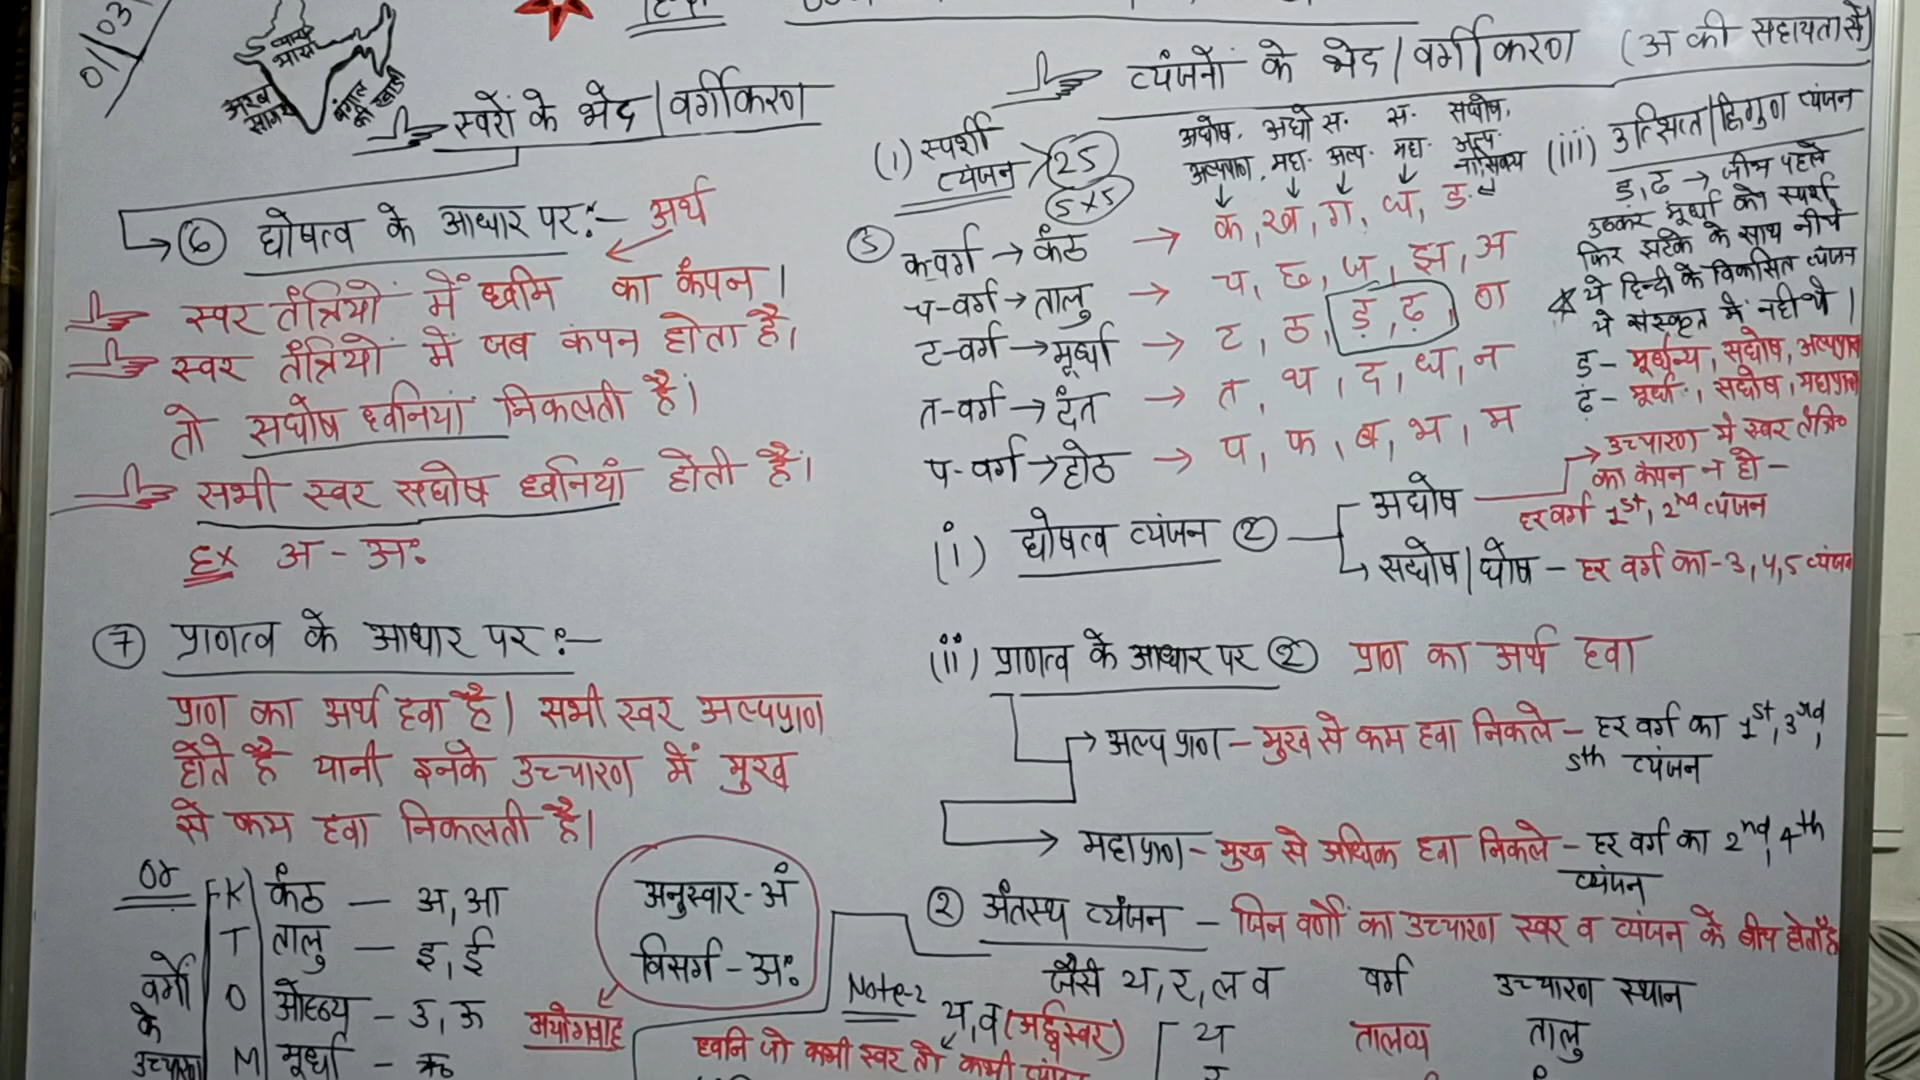 01/03
अरब सागर
बंगाल की खाड़ी
स्वरों के भेद | वर्गीकरण
⑥ घोषत्व के आधार पर :- अर्थ
स्वर तंत्रियों में ध्वनि का कंपन।
स्वर तंत्रियों में जब कंपन होता है।
तो सघोष ध्वनियां निकलती हैं।
सभी स्वर सघोष ध्वनियां होती हैं।
Ex अ - अः
⑦ प्राणत्व के आधार पर :-
प्राण का अर्थ हवा है। सभी स्वर अल्पप्राण
होते हैं यानी इनके उच्चारण में मुख
से कम हवा निकलती है।
or
वर्गों के उच्चारण
K कंठ — अ, आ
T तालु — इ, ई
O ओष्ठय — उ, ऊ
M मूर्धा — ऋ
अनुस्वार - अं
विसर्ग - अः
अयोगवाह
व्यंजनों के भेद | वर्गीकरण (अ की सहायता से)
(i) स्पर्शी व्यंजन > 25
5x5
अघोष. अघो स. स. सघोष.
अल्पप्राण. महा. अल्प. महा. अल्प. नासिक्य
⑤ क-वर्ग → कंठ → क, ख, ग, घ, ङ
च-वर्ग → तालु → च, छ, ज, झ, ञ
ट-वर्ग → मूर्धा → ट, ठ, ड़, ढ़, ण
त-वर्ग → दंत → त, थ, द, ध, न
प-वर्ग → होठ → प, फ, ब, भ, म
(i) घोषत्व व्यंजन ②
अघोष → उच्चारण में स्वर तंत्रि०
का कंपन न हो -
हर वर्ग 1st, 2nd व्यंजन
सघोष | घोष - हर वर्ग का - 3, 4, 5 व्यंजन
(ii) प्राणत्व के आधार पर ② प्राण का अर्थ हवा
→ अल्प प्राण - मुख से कम हवा निकले - हर वर्ग का 1st, 3rd,
5th व्यंजन
→ महाप्राण - मुख से अधिक हवा निकले - हर वर्ग का 2nd, 4th
व्यंजन
(iii) उत्क्षिप्त | द्विगुण व्यंजन
ड़, ढ़ → जीभ पहले
उठकर मूर्धा को स्पर्श
फिर झटके के साथ नीचे
ये हिन्दी के विकसित व्यंजन
ये संस्कृत में नहीं थे।
ड़ - मूर्धन्य, सघोष, अल्पप्राण
ढ़ - मूर्धा., सघोष, महाप्राण
② अंतस्थ व्यंजन - जिन वर्णों का उच्चारण स्वर व व्यंजन के बीच होता है
जैसे य, र, ल व वर्ग उच्चारण स्थान
Note-2 य, व (अर्द्धस्वर)
ध्वनि जो कभी स्वर तो कभी
य तालव्य तालु